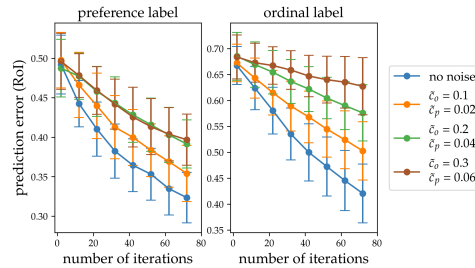 preference label
ordinal label
prediction error (RoI)
0.50
0.45
0.40
0.35
0.30
0
20
40
60
80
number of iterations
0.70
0.65
0.60
0.55
0.50
0.45
0.40
0.35
0
20
40
60
80
number of iterations
no noise
c̃ₒ = 0.1
c̃ₚ = 0.02
c̃ₒ = 0.2
c̃ₚ = 0.04
c̃ₒ = 0.3
c̃ₚ = 0.06